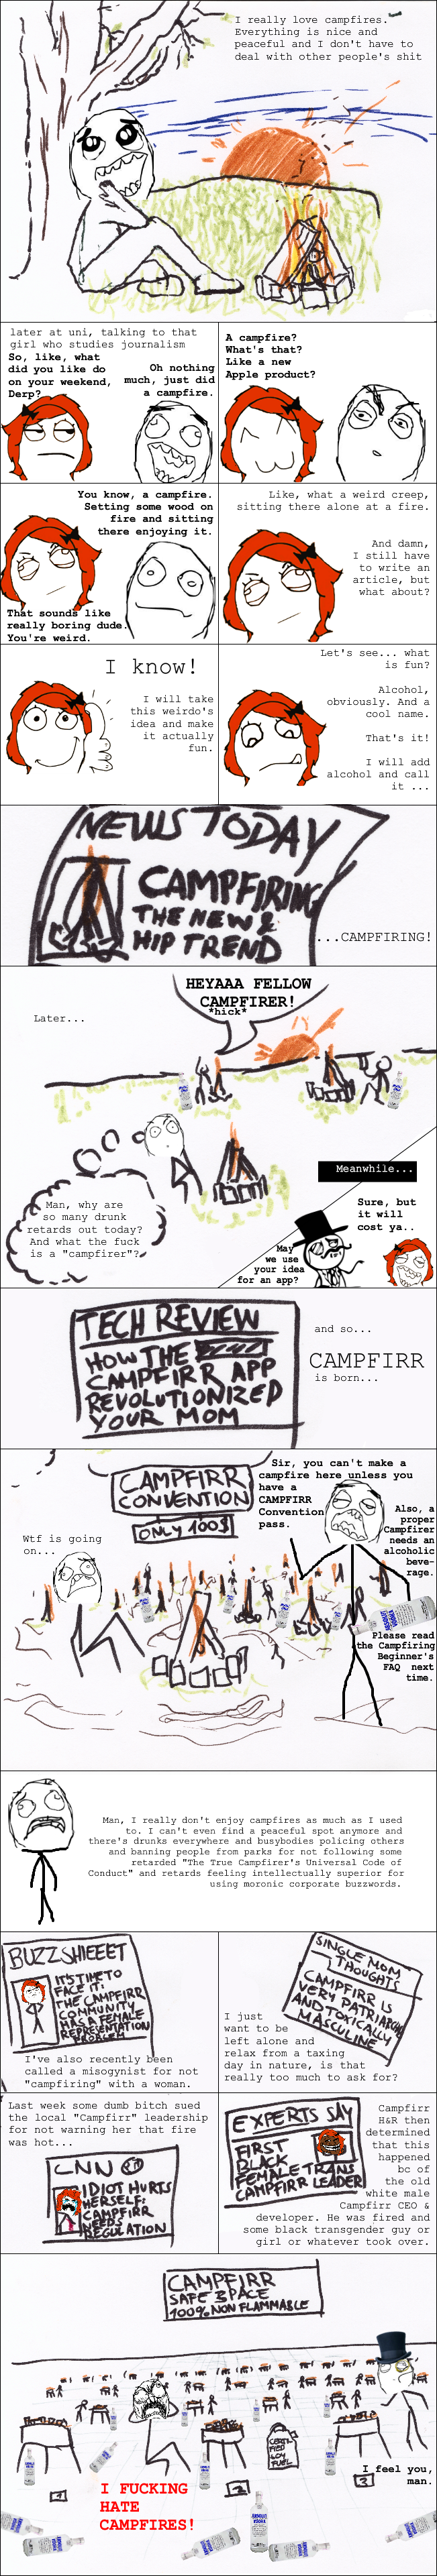 I really love campfires.
Everything is nice and
peaceful and I don't have to
deal with other people's shit
later at uni, talking to that
girl who studies journalism
So, like, what
did you like do
on your weekend,
Derp?
Oh nothing
much, just did
a campfire.
A campfire?
What's that?
Like a new
Apple product?
You know, a campfire.
Setting some wood on
fire and sitting
there enjoying it.
That sounds like
really boring dude.
You're weird.
Like, what a weird creep,
sitting there alone at a fire.
And damn,
I still have
to write an
article, but
what about?
I know!
I will take
this weirdo's
idea and make
it actually
fun.
Let's see... what
is fun?
Alcohol,
obviously. And a
cool name.
That's it!
I will add
alcohol and call
it ...
NEWS TODAY
CAMPFIRING
THE NEW &
HIP TREND
...CAMPFIRING!
HEYAAA FELLOW
CAMPFIRER!
*hick*
Later...
Man, why are
so many drunk
retards out today?
And what the fuck
is a "campfirer"?
Meanwhile...
Sure, but
it will
cost ya..
May
we use
your idea
for an app?
TECH REVIEW
HOW THE
CAMPFIRR APP
REVOLUTIONIZED
YOUR MOM
and so...
CAMPFIRR
is born...
CAMPFIRR
CONVENTION
ONLY 100$
Sir, you can't make a
campfire here unless you
have a
CAMPFIRR
Convention
pass.
Also, a
proper
Campfirer
needs an
alcoholic
beve-
rage.
Wtf is going
on...
Please read
the Campfiring
Beginner's
FAQ next
time.
Man, I really don't enjoy campfires as much as I used
to. I can't even find a peaceful spot anymore and
there's drunks everywhere and busybodies policing others
and banning people from parks for not following some
retarded "The True Campfirer's Universal Code of
Conduct" and retards feeling intellectually superior for
using moronic corporate buzzwords.
BUZZSHIEEET
IT'S TIME TO
FACE IT:
THE CAMPFIRR
COMMUNITY
HAS A FEMALE
REPRESENTATION
PROBLEM
I've also recently been
called a misogynist for not
"campfiring" with a woman.
SINGLE MOM
THOUGHTS
CAMPFIRR IS
VERY PATRIARCHIC
AND TOXICALLY
MASCULINE
I just
want to be
left alone and
relax from a taxing
day in nature, is that
really too much to ask for?
Last week some dumb bitch sued
the local "Campfirr" leadership
for not warning her that fire
was hot...
CNN
IDIOT HURTS
HERSELF:
CAMPFIRR
NEEDS
REGULATION
EXPERTS SAY
FIRST
BLACK
FEMALE TRANS
CAMPFIRR LEADER
Campfirr
H&R then
determined
that this
happened
bc of
the old
white male
Campfirr CEO &
developer. He was fired and
some black transgender guy or
girl or whatever took over.
CAMPFIRR
SAFE SPACE
100% NON FLAMMABLE
CERTI
FIED
LOW
FUEL
I feel you,
man.
I FUCKING
HATE
CAMPFIRES!